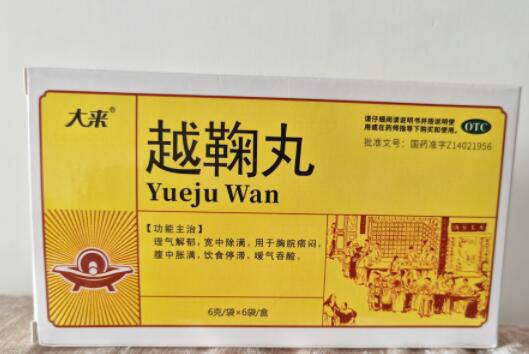 大来®
越鞠丸
Yueju Wan
请仔细阅读说明书并按说明使
用或在药师指导下购买和使用。
OTC
批准文号：国药准字Z14021956
【功能主治】
理气解郁，宽中除满。用于胸脘痞闷，
腹中胀满，饮食停滞，嗳气吞酸。
6克/袋×6袋/盒